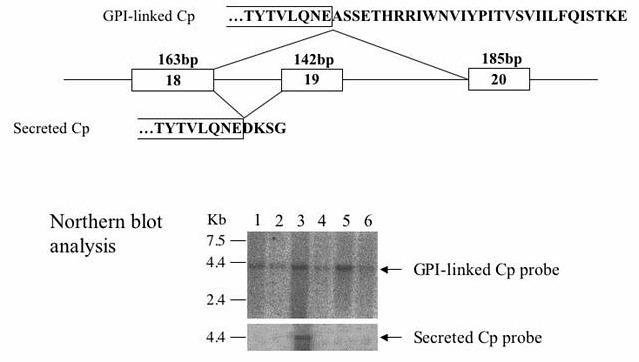 GPI-linked Cp ...TYTVLQNEASSETHRRIWNVIYPITVSVIILFQISTKE
163bp 142bp 185bp
18 19 20
Secreted Cp ...TYTVLQNEDKSG
Northern blot
analysis
Kb 1 2 3 4 5 6
7.5
4.4
GPI-linked Cp probe
2.4
4.4 Secreted Cp probe